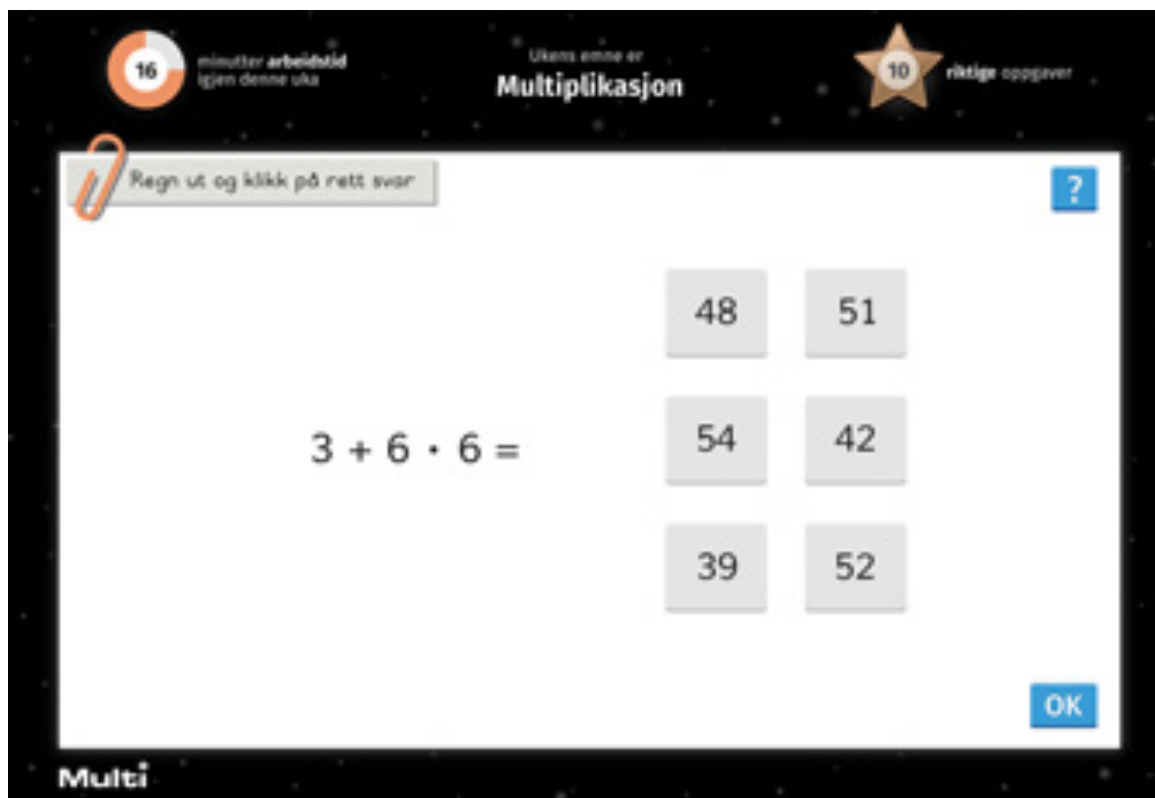 16
minutter arbeidstid
igjen denne uka
Ukens emne er
Multiplikasjon
10
riktige oppgaver
Regn ut og klikk på rett svar
?
3 + 6 · 6 =
48 51
54 42
39 52
OK
Multi